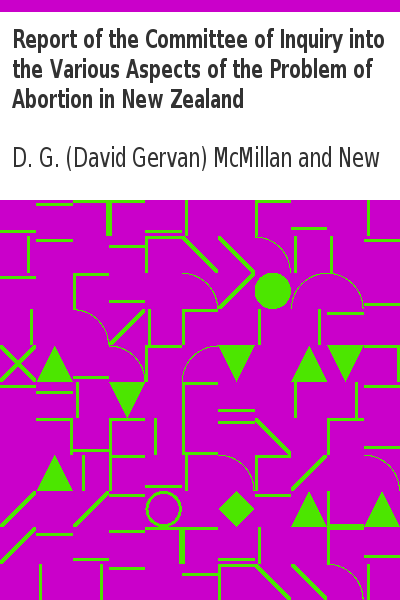 Report of the Committee of Inquiry into
the Various Aspects of the Problem of
Abortion in New Zealand
D. G. (David Gervan) McMillan and New